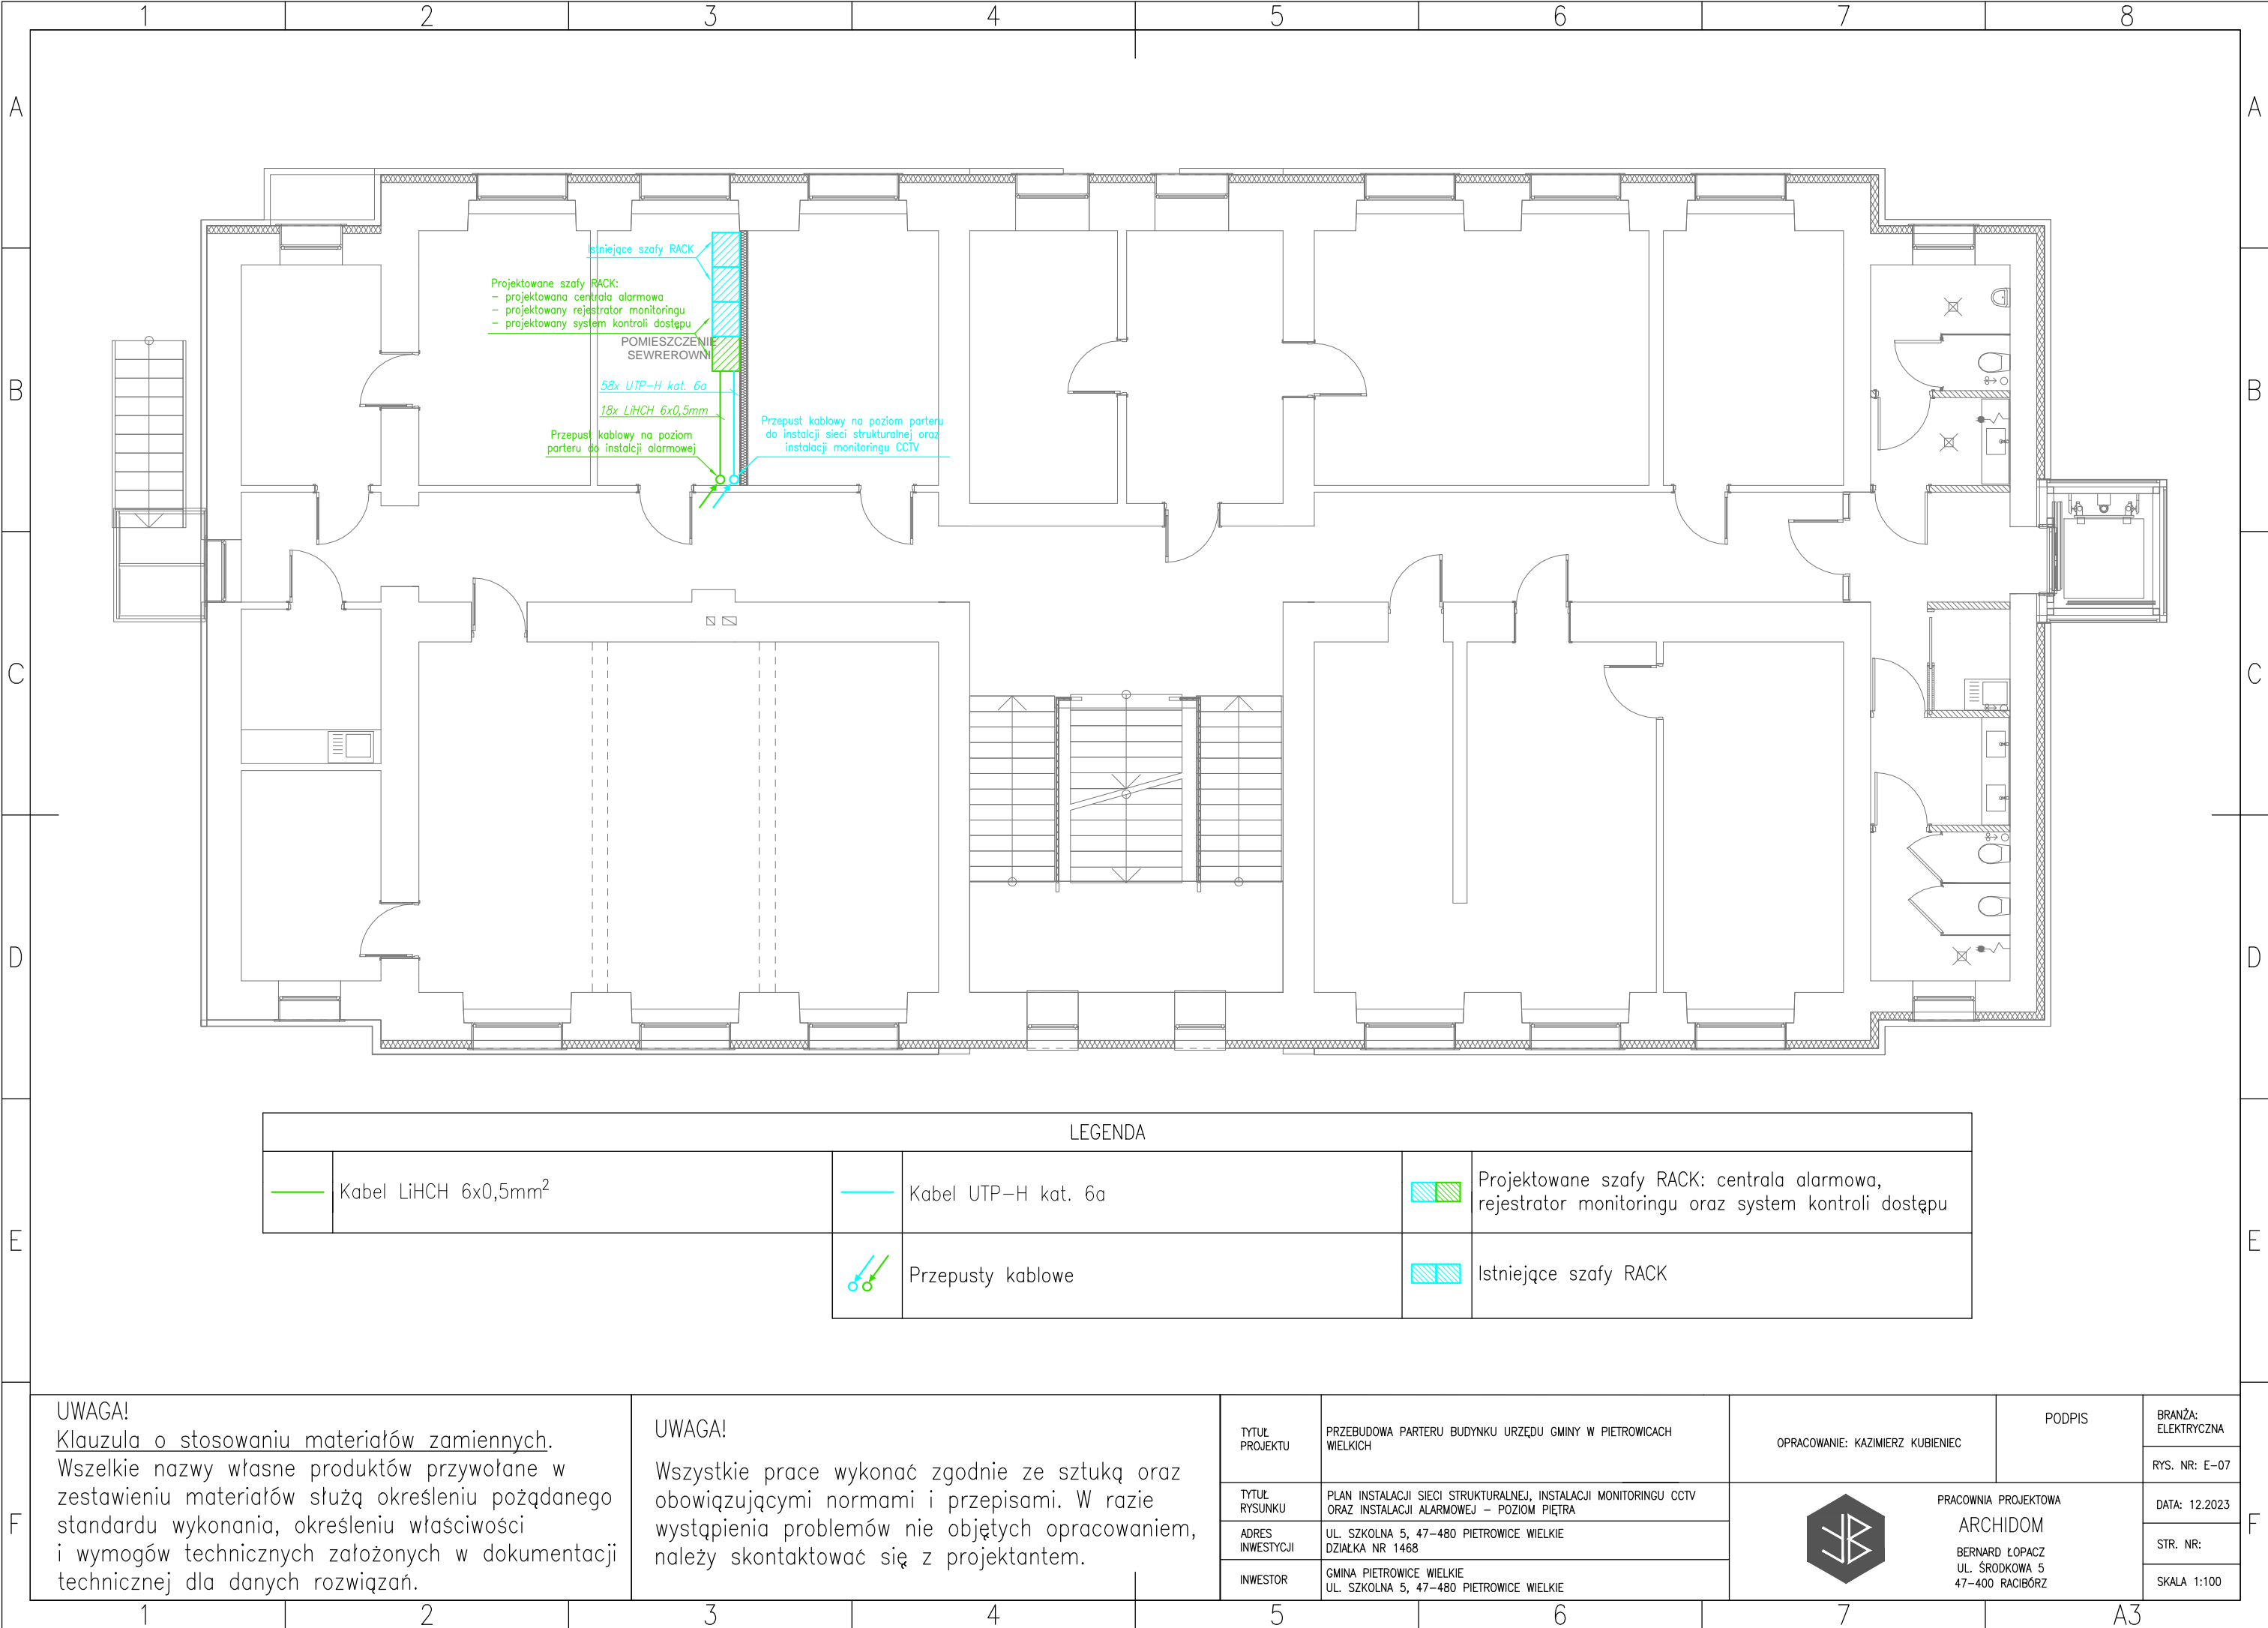 1 2 3 4 5 6 7 8
A A
B B
C C
D D
E E
F F
Istniejące szafy RACK
Projektowane szafy RACK:
- projektowana centrala alarmowa
- projektowany rejestrator monitoringu
- projektowany system kontroli dostępu
POMIESZCZENIE
SEWREROWNI
58x UTP-H kat. 6a
18x LiHCH 6x0,5mm
Przepust kablowy na poziom
parteru do instalcji alarmowej
Przepust kablowy na poziom parteru
do instalcji sieci strukturalnej oraz
instalacji monitoringu CCTV
LEGENDA
Kabel LiHCH 6x0,5mm²
Kabel UTP-H kat. 6a
Projektowane szafy RACK: centrala alarmowa,
rejestrator monitoringu oraz system kontroli dostępu
Przepusty kablowe
Istniejące szafy RACK
UWAGA!
Klauzula o stosowaniu materiałów zamiennych.
Wszelkie nazwy własne produktów przywołane w
zestawieniu materiałów służą określeniu pożądanego
standardu wykonania, określeniu właściwości
i wymogów technicznych założonych w dokumentacji
technicznej dla danych rozwiązań.
UWAGA!
Wszystkie prace wykonać zgodnie ze sztuką oraz
obowiązującymi normami i przepisami. W razie
wystąpienia problemów nie objętych opracowaniem,
należy skontaktować się z projektantem.
TYTUŁ
PROJEKTU
PRZEBUDOWA PARTERU BUDYNKU URZĘDU GMINY W PIETROWICACH
WIELKICH
TYTUŁ
RYSUNKU
PLAN INSTALACJI SIECI STRUKTURALNEJ, INSTALACJI MONITORINGU CCTV
ORAZ INSTALACJI ALARMOWEJ - POZIOM PIĘTRA
ADRES
INWESTYCJI
UL. SZKOLNA 5, 47-480 PIETROWICE WIELKIE
DZIAŁKA NR 1468
INWESTOR
GMINA PIETROWICE WIELKIE
UL. SZKOLNA 5, 47-480 PIETROWICE WIELKIE
OPRACOWANIE: KAZIMIERZ KUBIENIEC
PODPIS
PRACOWNIA PROJEKTOWA
ARCHIDOM
BERNARD ŁOPACZ
UL. ŚRODKOWA 5
47-400 RACIBÓRZ
BRANŻA:
ELEKTRYCZNA
RYS. NR: E-07
DATA: 12.2023
STR. NR:
SKALA 1:100
1 2 3 4 5 6 7 A3